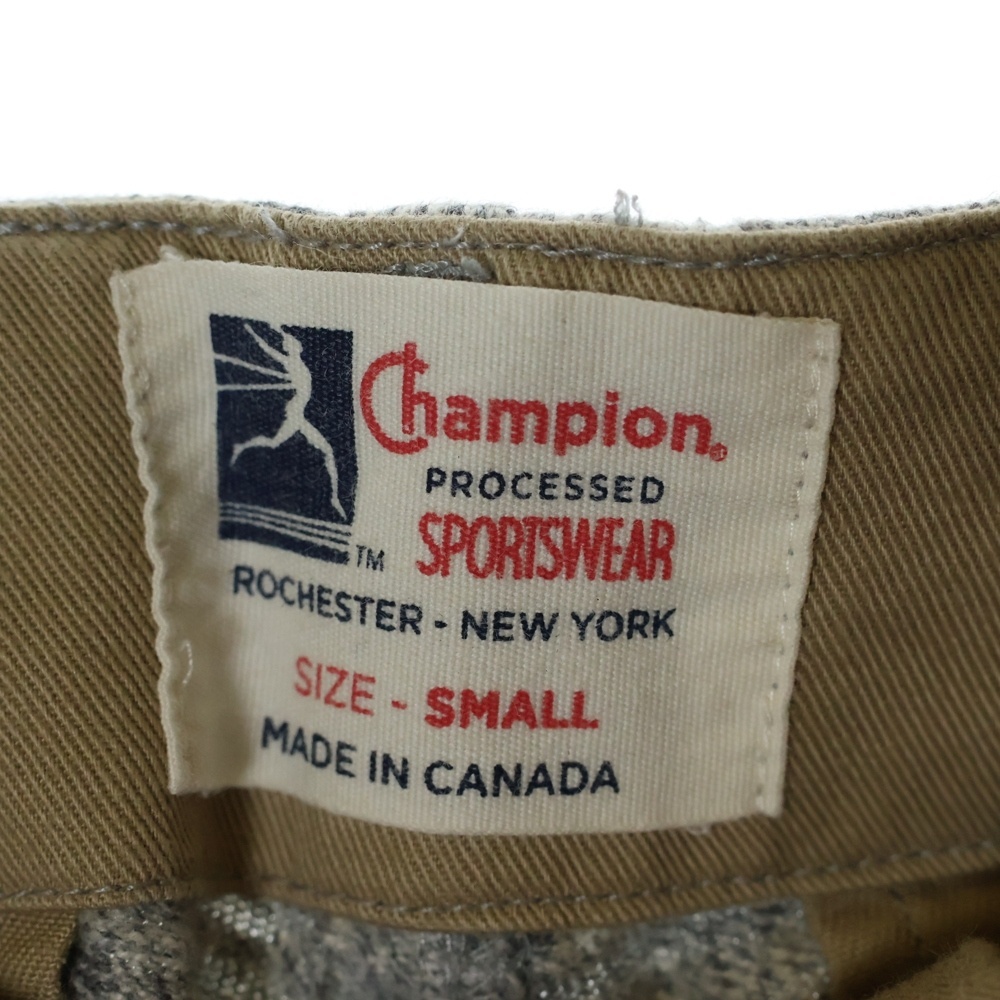 Champion®
PROCESSED
SPORTSWEAR
TM
ROCHESTER - NEW YORK
SIZE - SMALL
MADE IN CANADA